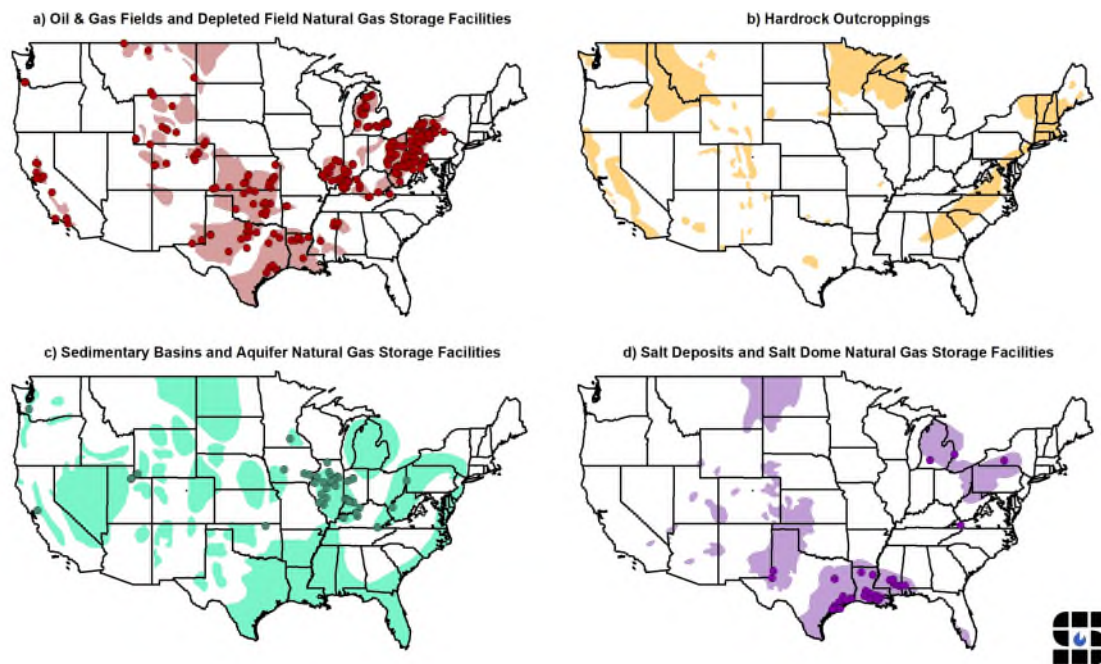 a) Oil & Gas Fields and Depleted Field Natural Gas Storage Facilities
b) Hardrock Outcroppings
c) Sedimentary Basins and Aquifer Natural Gas Storage Facilities
d) Salt Deposits and Salt Dome Natural Gas Storage Facilities